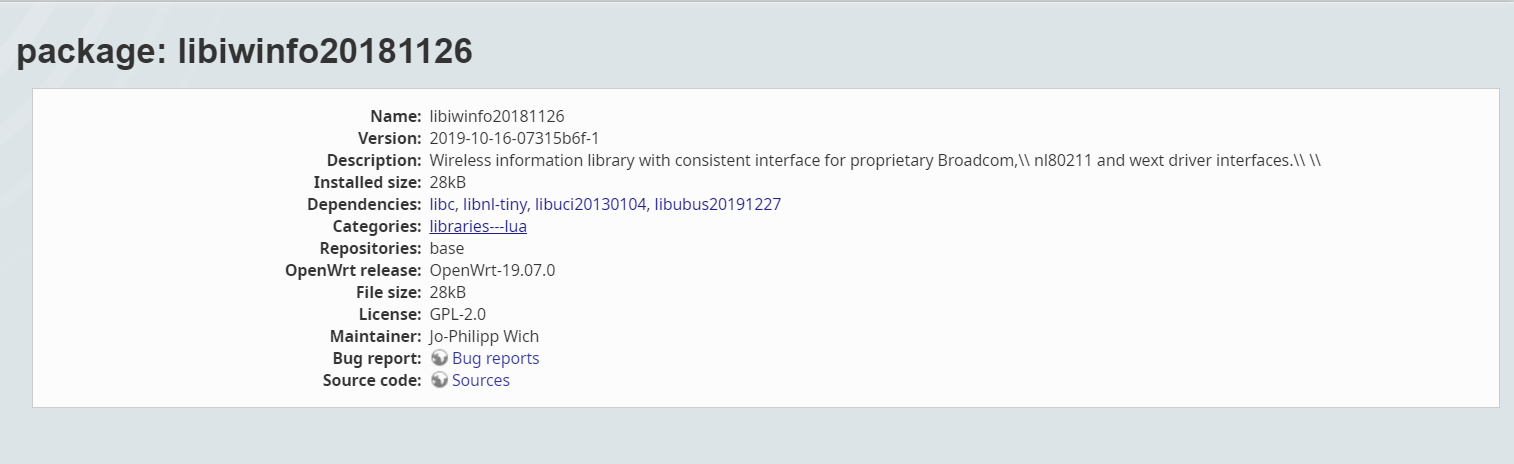 package: libiwinfo20181126
Name: libiwinfo20181126
Version: 2019-10-16-07315b6f-1
Description: Wireless information library with consistent interface for proprietary Broadcom,\\ nl80211 and wext driver interfaces.\\ \\
Installed size: 28kB
Dependencies: libc, libnl-tiny, libuci20130104, libubus20191227
Categories: libraries---lua
Repositories: base
OpenWrt release: OpenWrt-19.07.0
File size: 28kB
License: GPL-2.0
Maintainer: Jo-Philipp Wich
Bug report: Bug reports
Source code: Sources